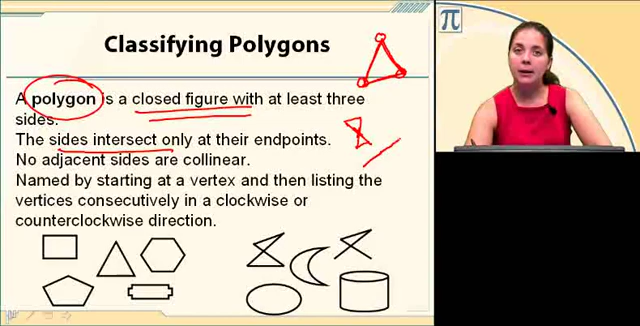 π
Classifying Polygons
A polygon is a closed figure with at least three
sides.
The sides intersect only at their endpoints.
No adjacent sides are collinear.
Named by starting at a vertex and then listing the
vertices consecutively in a clockwise or
counterclockwise direction.